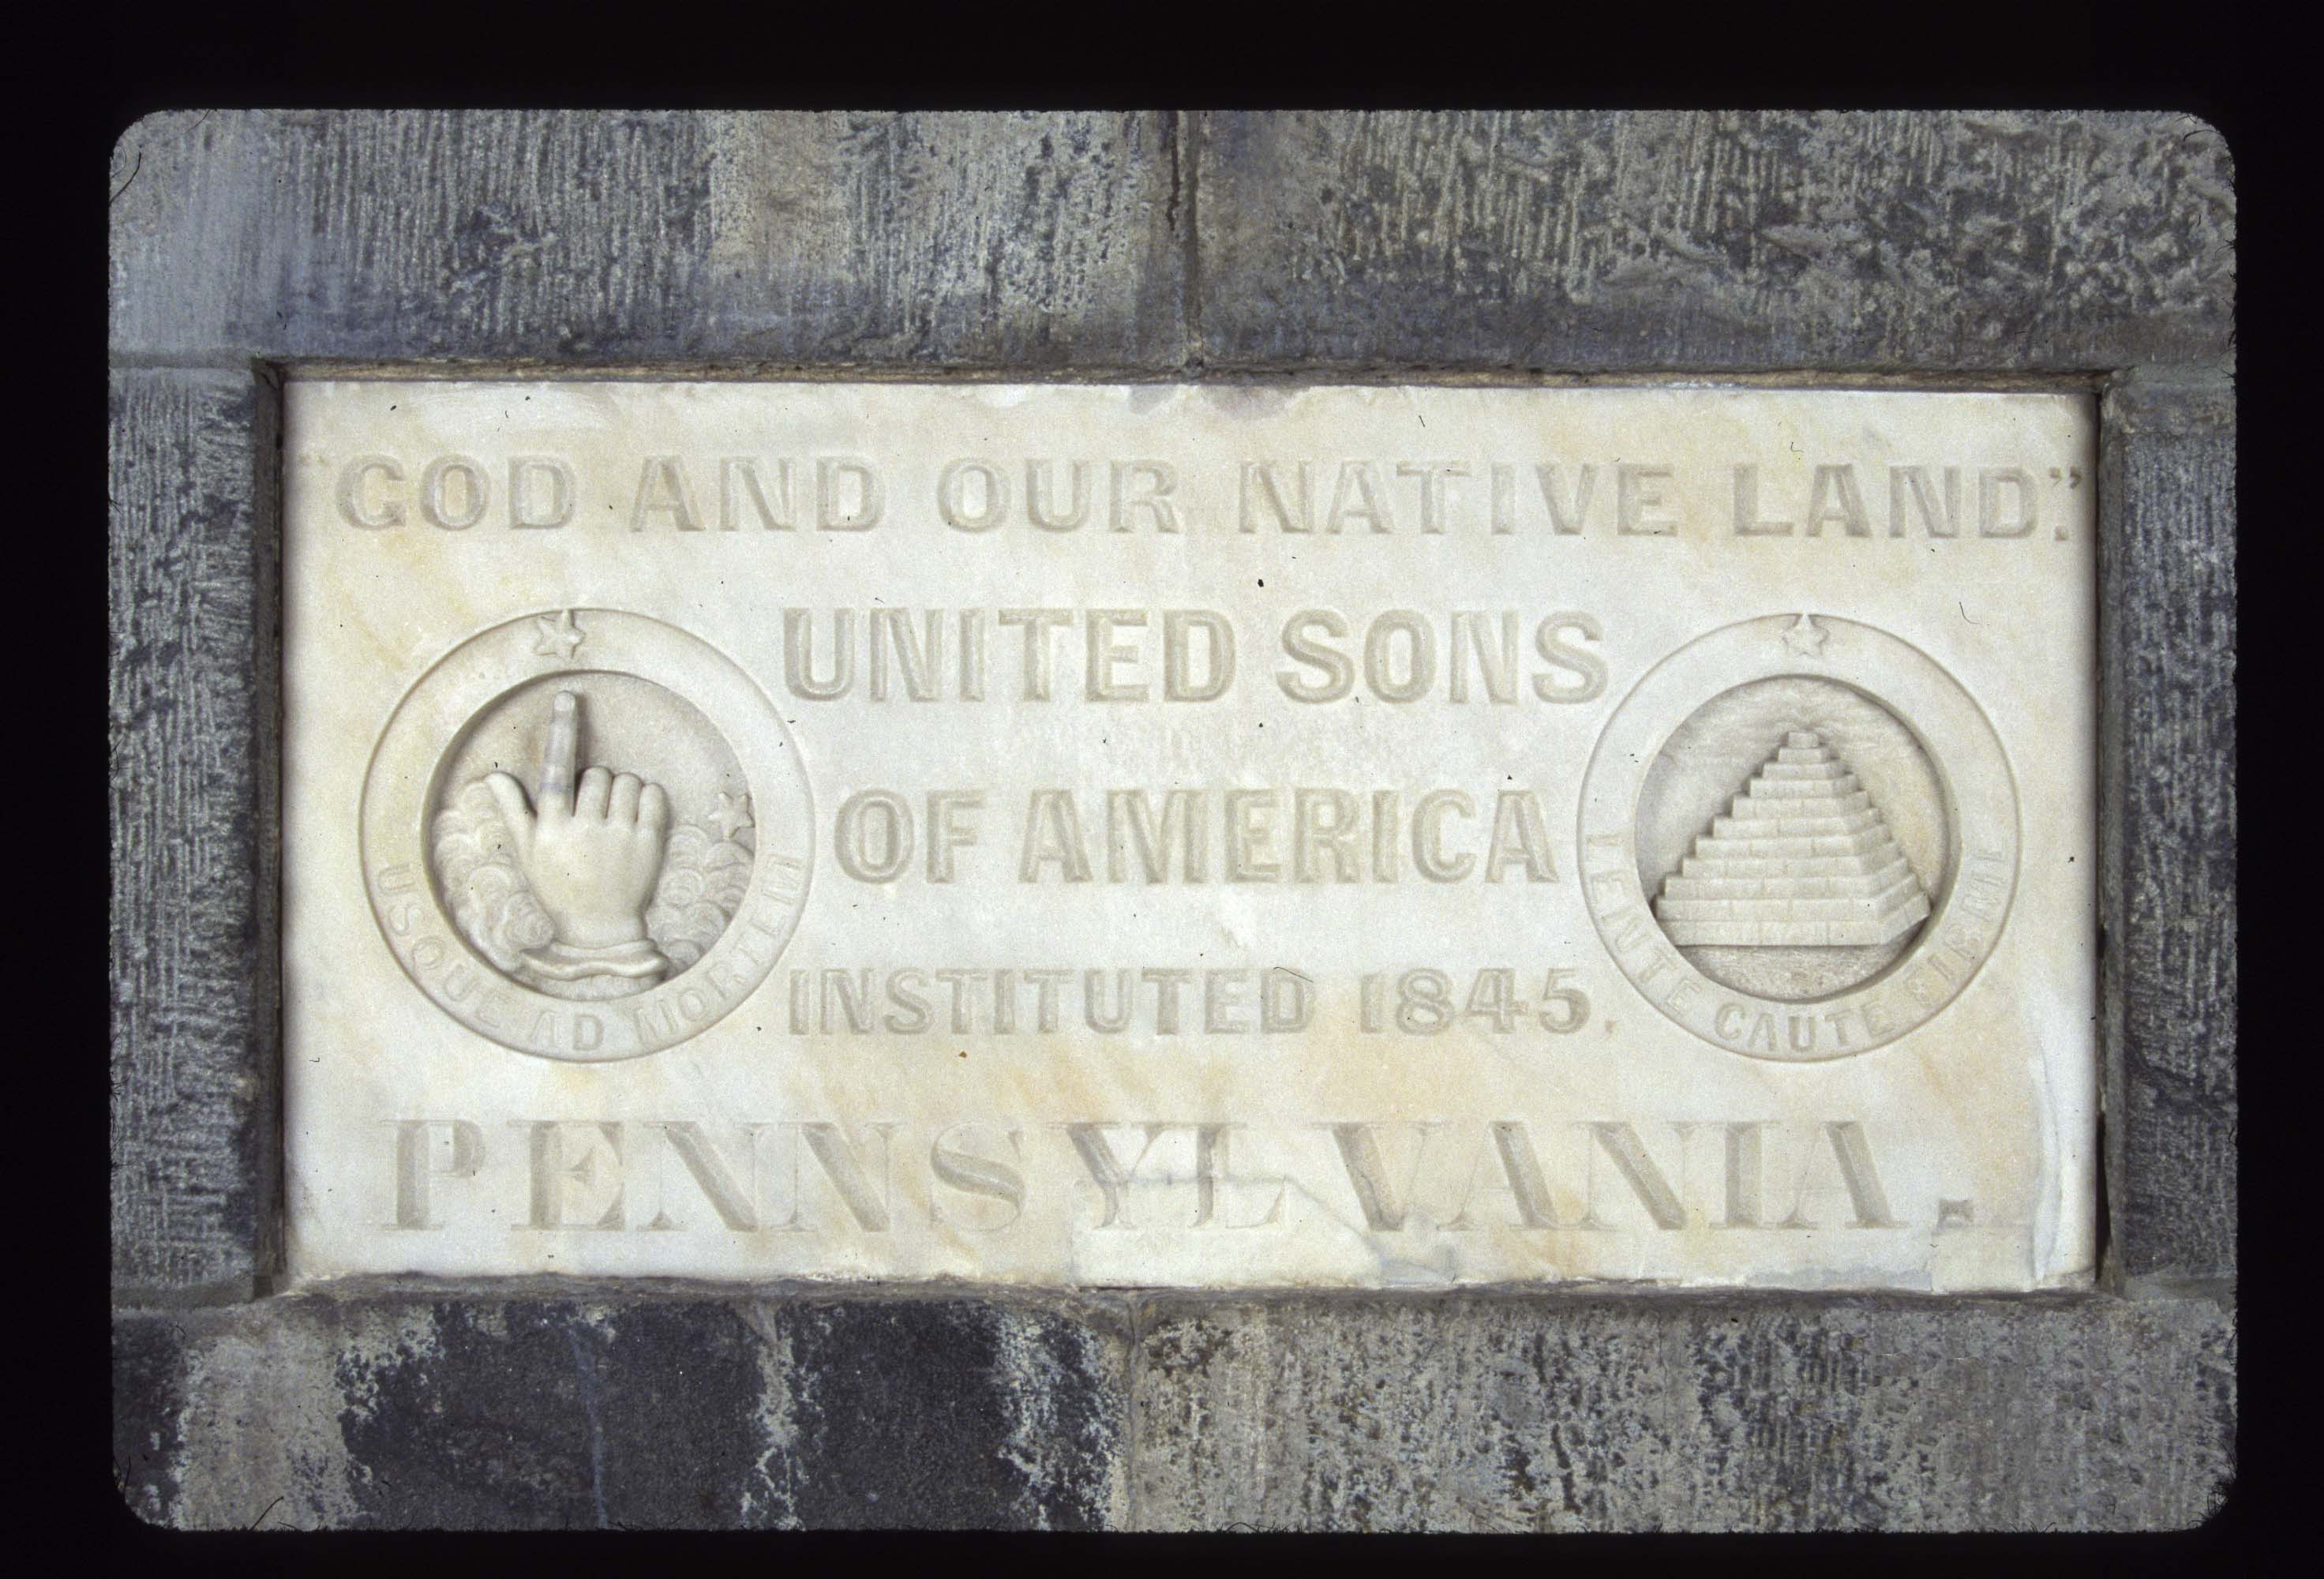 "GOD AND OUR NATIVE LAND."
UNITED SONS
OF AMERICA
INSTITUTED 1845.
USQUE AD MORTEM
LENTE CAUTE FIRME
PENNSYLVANIA.